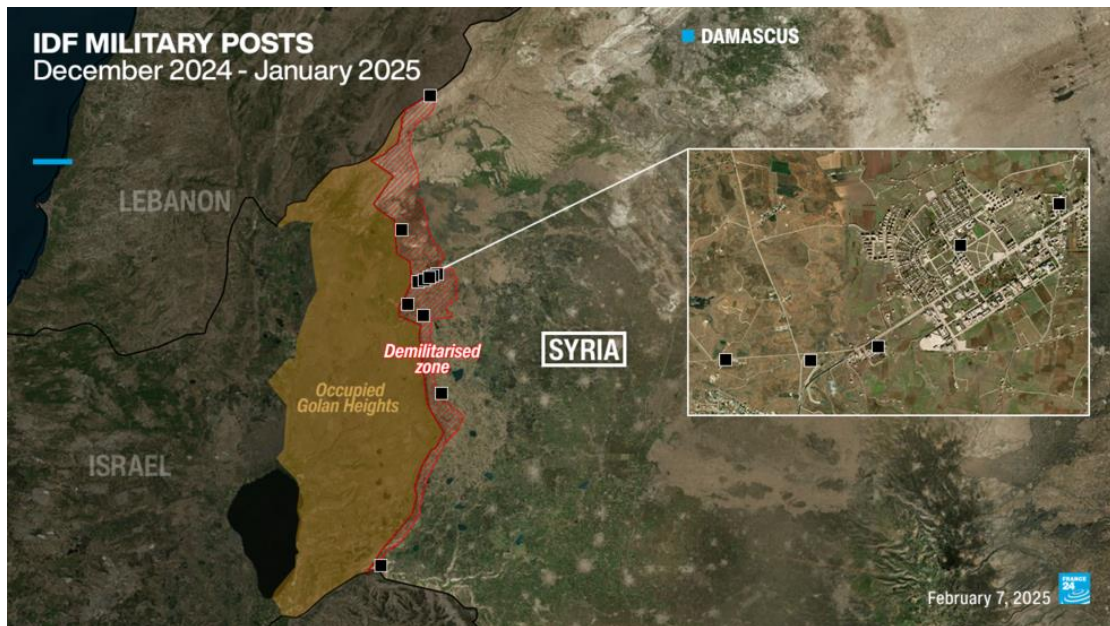 IDF MILITARY POSTS
December 2024 - January 2025
DAMASCUS
LEBANON
SYRIA
Demilitarised
zone
Occupied
Golan Heights
ISRAEL
February 7, 2025
FRANCE
24